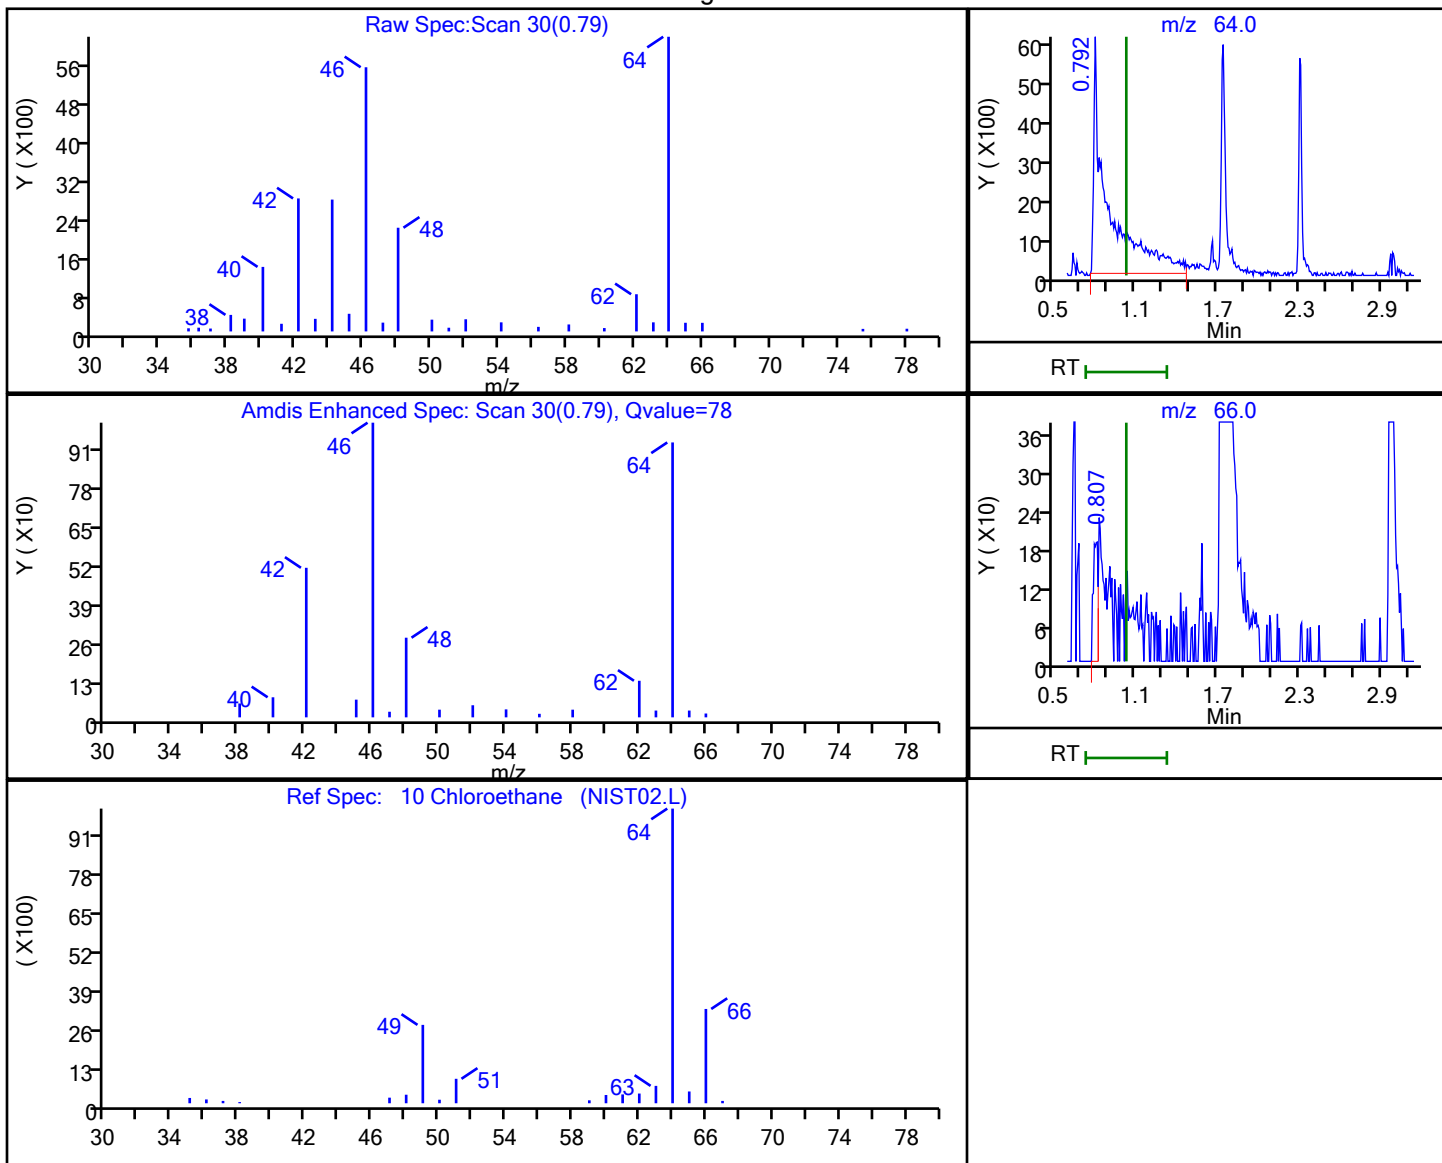 Raw Spec:Scan 30(0.79)
Y ( X100)
56
48
40
32
24
16
8
0
38
40
42
46
48
62
64
30 34 38 42 46 50 54 58 62 66 70 74 78
m/z
m/z 64.0
Y ( X100)
60
50
40
30
20
10
0
0.792
0.5 1.1 1.7 2.3 2.9
Min
RT
Amdis Enhanced Spec: Scan 30(0.79), Qvalue=78
Y ( X10)
91
78
65
52
39
26
13
0
40
42
46
48
62
64
30 34 38 42 46 50 54 58 62 66 70 74 78
m/z
m/z 66.0
Y ( X10)
36
30
24
18
12
6
0
0.807
0.5 1.1 1.7 2.3 2.9
Min
RT
Ref Spec: 10 Chloroethane (NIST02.L)
( X100)
91
78
65
52
39
26
13
0
49
51
63
64
66
30 34 38 42 46 50 54 58 62 66 70 74 78